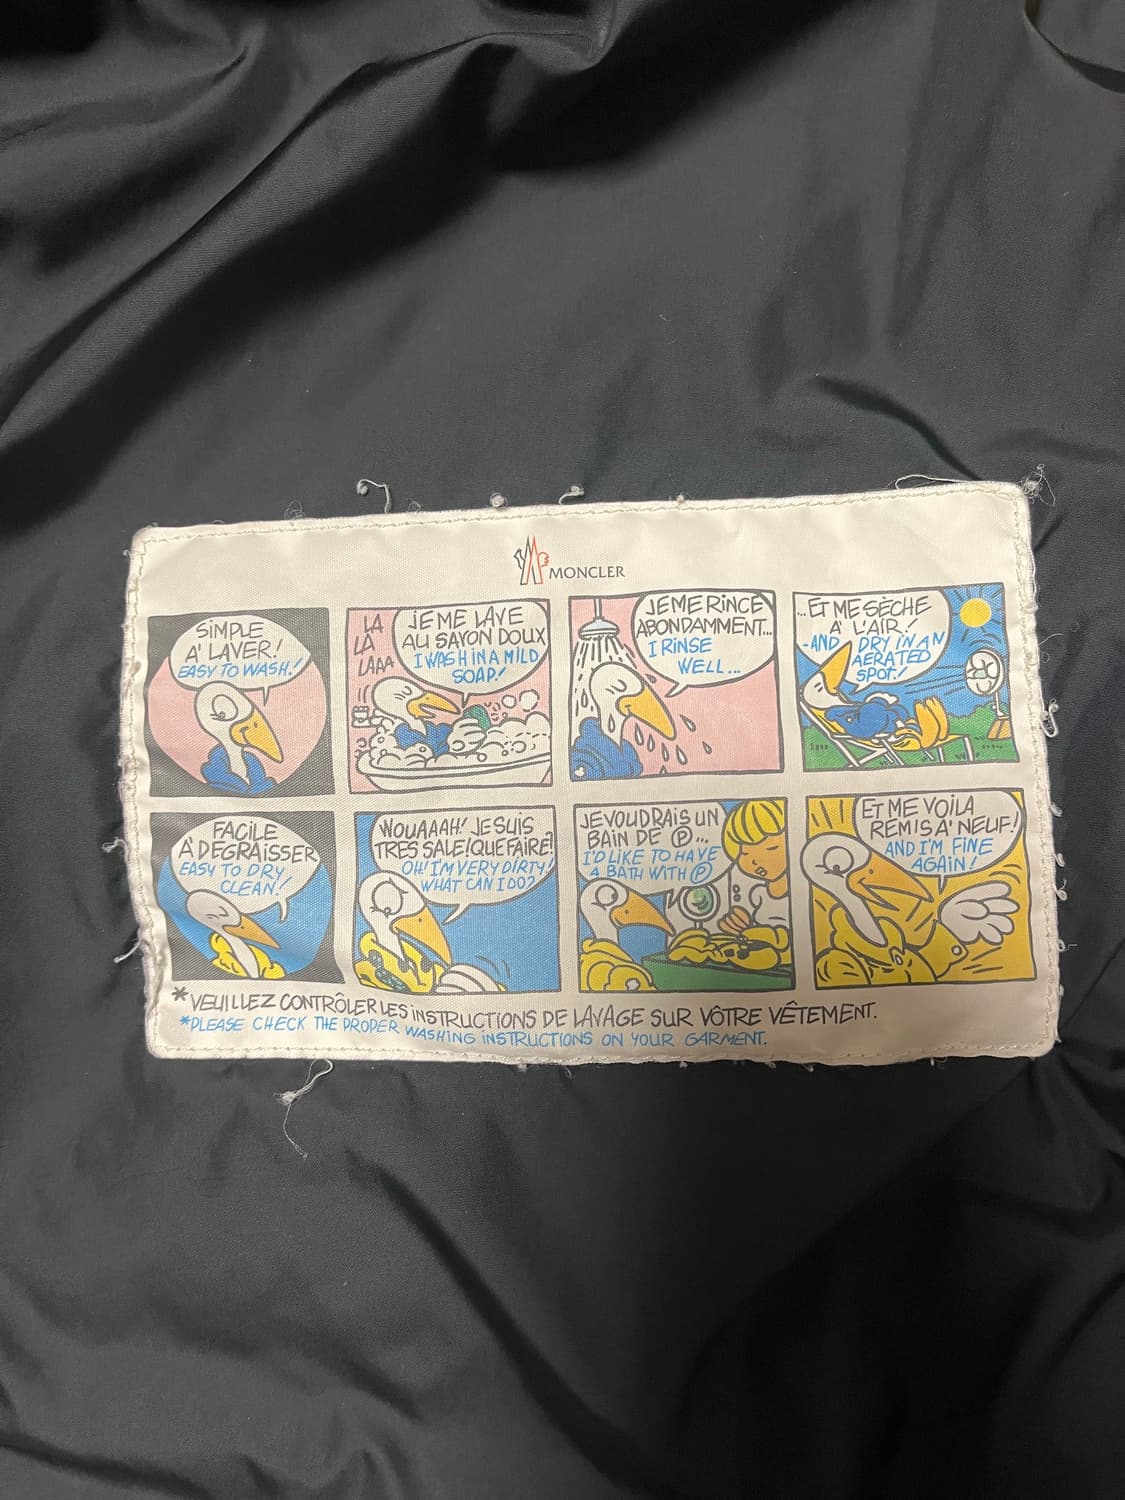 MONCLER
SIMPLE
A' LAVER!
EASY TO WASH!
LA
LA
LAAA
JE ME LAVE
AU SAVON DOUX
I WASH IN A MILD
SOAP!
JE ME RINCE
ABONDAMMENT...
I RINSE
WELL...
...ET ME SÈCHE
A' L'AIR!
-AND DRY IN AN
AERATED
SPOT!
FACILE
A' DEGRAISSER
EASY TO DRY
CLEAN!
WOUAAAH! JE SUIS
TRES SALE! QUE FAIRE?
OH! I'M VERY DIRTY!
WHAT CAN I DO?
JE VOUDRAIS UN
BAIN DE Ⓟ...
I'D LIKE TO HAVE
A BATH WITH Ⓟ
ET ME VOILA,
REMIS A' NEUF!
AND I'M FINE
AGAIN!
*VEUILLEZ CONTRÔLER LES INSTRUCTIONS DE LAVAGE SUR VÔTRE VÊTEMENT.
*PLEASE CHECK THE PROPER WASHING INSTRUCTIONS ON YOUR GARMENT.